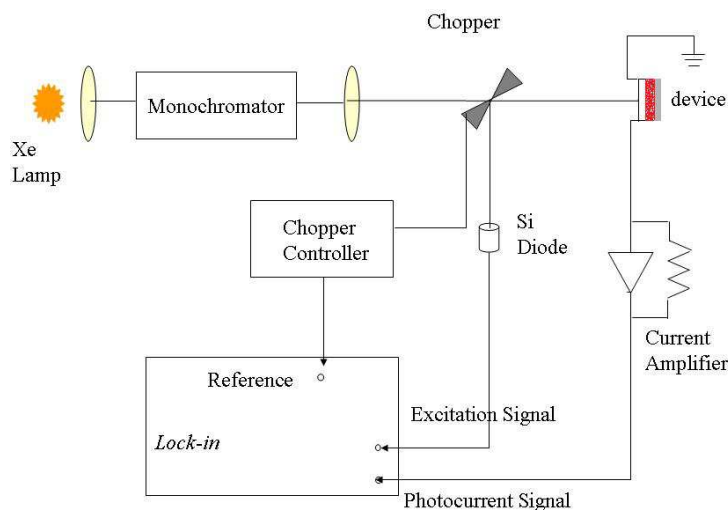 Chopper
Monochromator
device
Xe
Lamp
Chopper
Controller
Si
Diode
Current
Amplifier
Reference
Excitation Signal
Lock-in
Photocurrent Signal